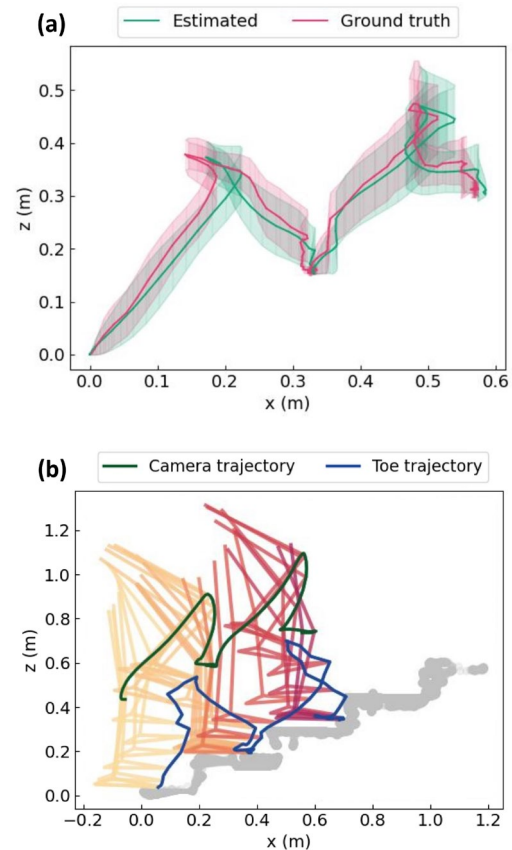 (a)
Estimated Ground truth
0.5
0.4
0.3
0.2
0.1
0.0
z (m)
0.0 0.1 0.2 0.3 0.4 0.5 0.6
x (m)
(b)
Camera trajectory Toe trajectory
1.2
1.0
0.8
0.6
0.4
0.2
0.0
z (m)
−0.2 0.0 0.2 0.4 0.6 0.8 1.0 1.2
x (m)